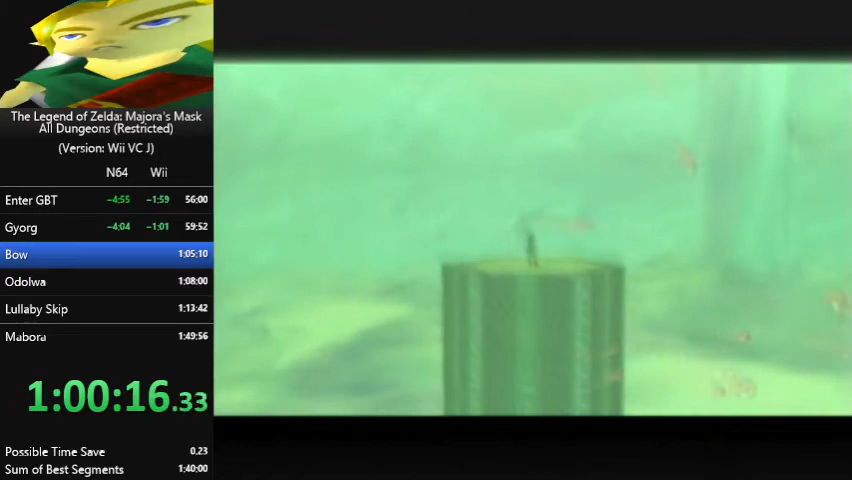 The Legend of Zelda: Majora's Mask
All Dungeons (Restricted)
(Version: Wii VC J)
N64 Wii
Enter GBT -4:55 -1:59 56:00
Gyorg -4:04 -1:01 59:52
Bow 1:05:10
Odolwa 1:08:00
Lullaby Skip 1:13:42
Mabora 1:49:56
1:00:16.33
Possible Time Save 0.23
Sum of Best Segments 1:40:00